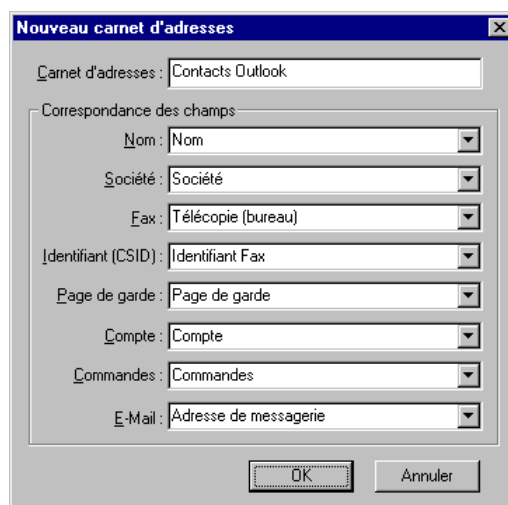 Nouveau carnet d'adresses
Carnet d'adresses : Contacts Outlook
Correspondance des champs
Nom : Nom
Société : Société
Fax : Télécopie (bureau)
Identifiant (CSID) : Identifiant Fax
Page de garde : Page de garde
Compte : Compte
Commandes : Commandes
E-Mail : Adresse de messagerie
OK Annuler